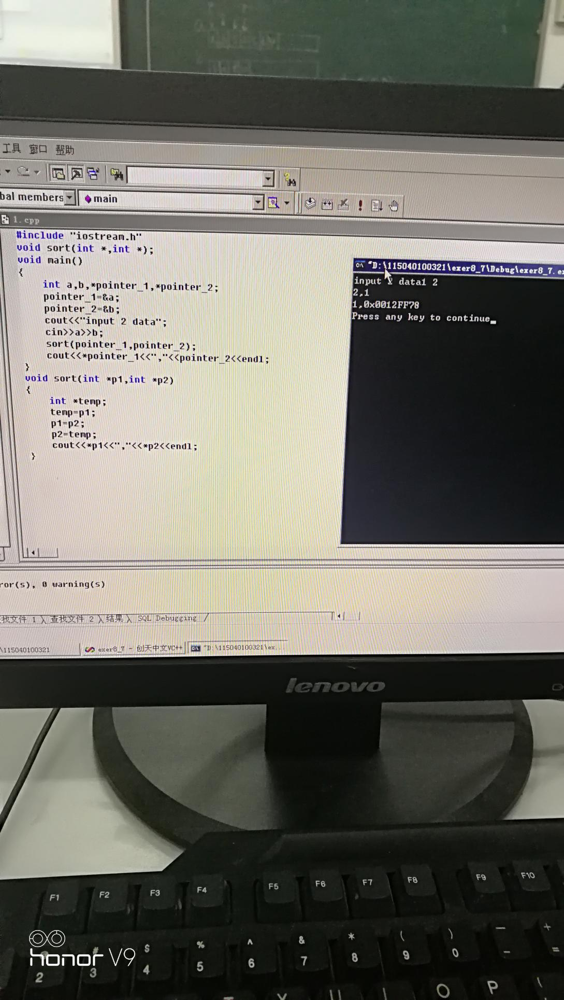 工具 窗口 帮助
bal members
main
1.cpp
#include "iostream.h"
void sort(int *,int *);
void main()
{
int a,b,*pointer_1,*pointer_2;
pointer_1=&a;
pointer_2=&b;
cout<<"input 2 data";
cin>>a>>b;
sort(pointer_1,pointer_2);
cout<<*pointer_1<<","<<pointer_2<<endl;
}
void sort(int *p1,int *p2)
{
int *temp;
temp=p1;
p1=p2;
p2=temp;
cout<<*p1<<","<<*p2<<endl;
}
"D:\115040100321\exer8_7\Debug\exer8_7.ex
input 2 data1 2
2,1
1,0x0012FF78
Press any key to continue
ror(s), 0 warning(s)
查找文件 1 查找文件 2 结果 SQL Debugging
\115040100321
exer8_7 - 创天中文VC++
"D:\115040100321\ex...
lenovo
F1 F2 F3 F4 F5 F6 F7 F8 F9 F10
# $ % ^ & * ( ) — +
2 3 4 5 6 7 8 9 0 - =
O P
honor V9